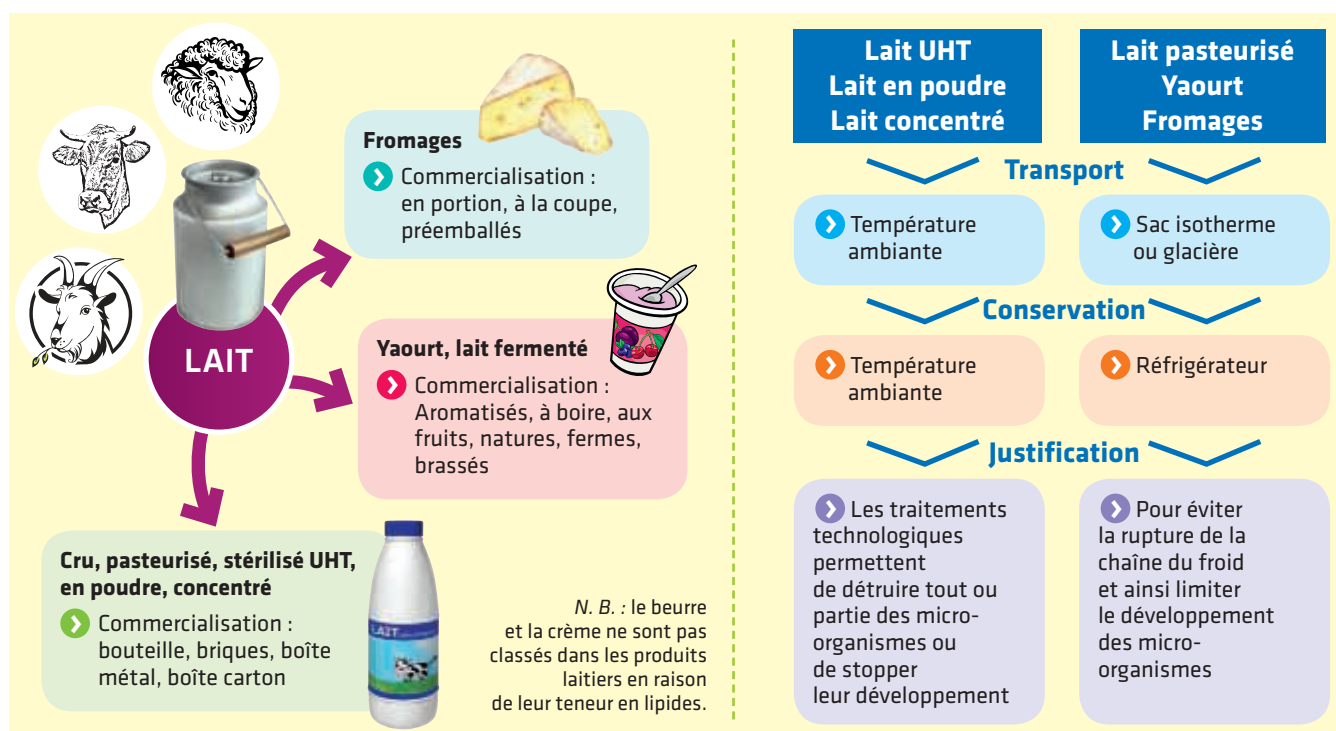 Fromages
Commercialisation :
en portion, à la coupe,
préemballés
LAIT
Yaourt, lait fermenté
Commercialisation :
Aromatisés, à boire, aux
fruits, natures, fermes,
brassés
Cru, pasteurisé, stérilisé UHT,
en poudre, concentré
Commercialisation :
bouteille, briques, boîte
métal, boîte carton
LAIT
N. B. : le beurre
et la crème ne sont pas
classés dans les produits
laitiers en raison
de leur teneur en lipides.
Lait UHT
Lait en poudre
Lait concentré
Lait pasteurisé
Yaourt
Fromages
Transport
Température
ambiante
Sac isotherme
ou glacière
Conservation
Température
ambiante
Réfrigérateur
Justification
Les traitements
technologiques
permettent
de détruire tout ou
partie des micro-
organismes ou
de stopper
leur développement
Pour éviter
la rupture de la
chaîne du froid
et ainsi limiter
le développement
des micro-
organismes